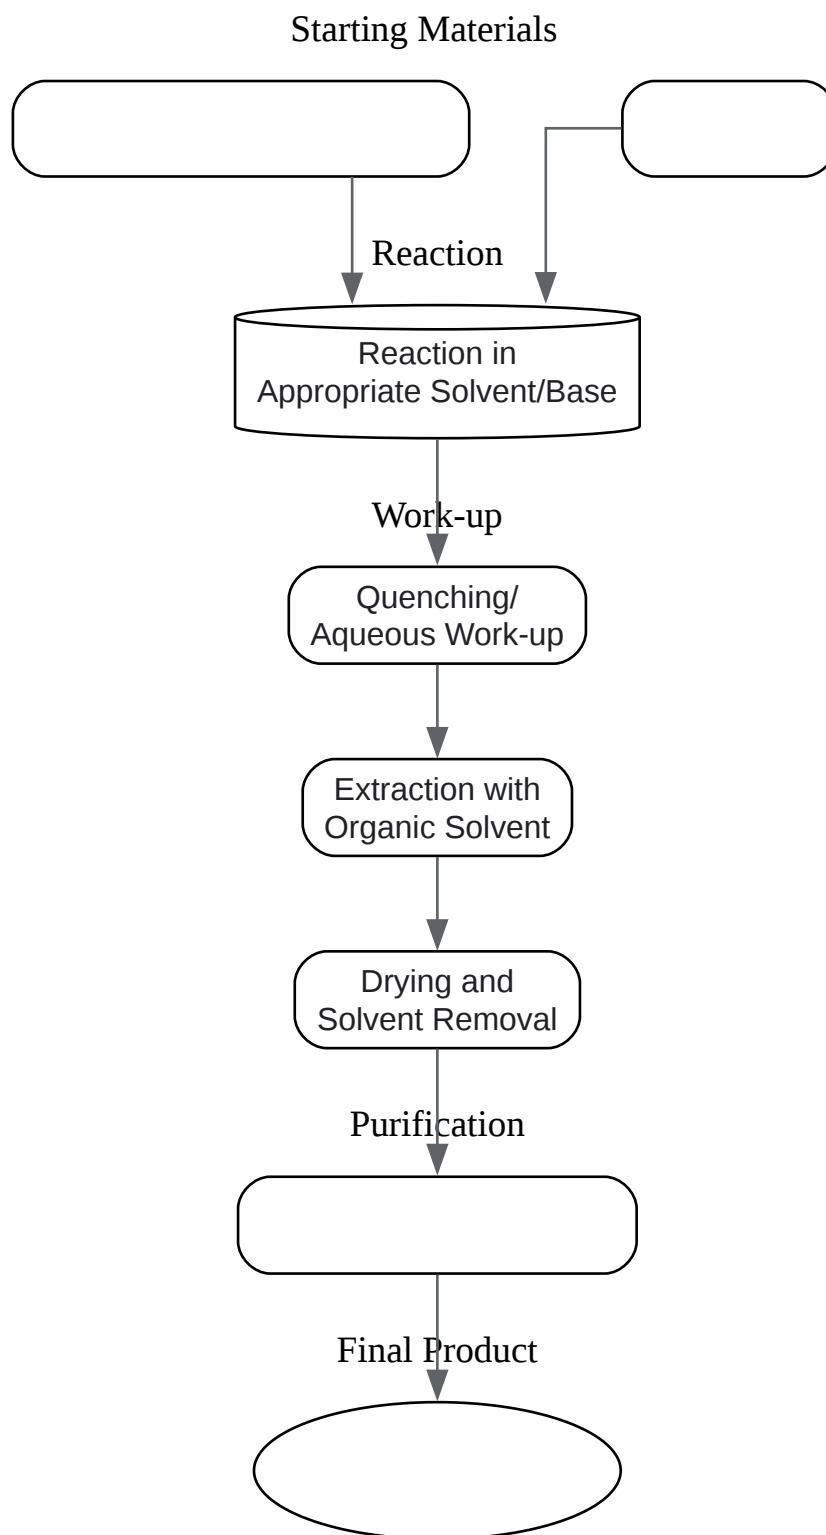 Starting Materials
Reaction
Reaction in
Appropriate Solvent/Base
Work-up
Quenching/
Aqueous Work-up
Extraction with
Organic Solvent
Drying and
Solvent Removal
Purification
Final Product